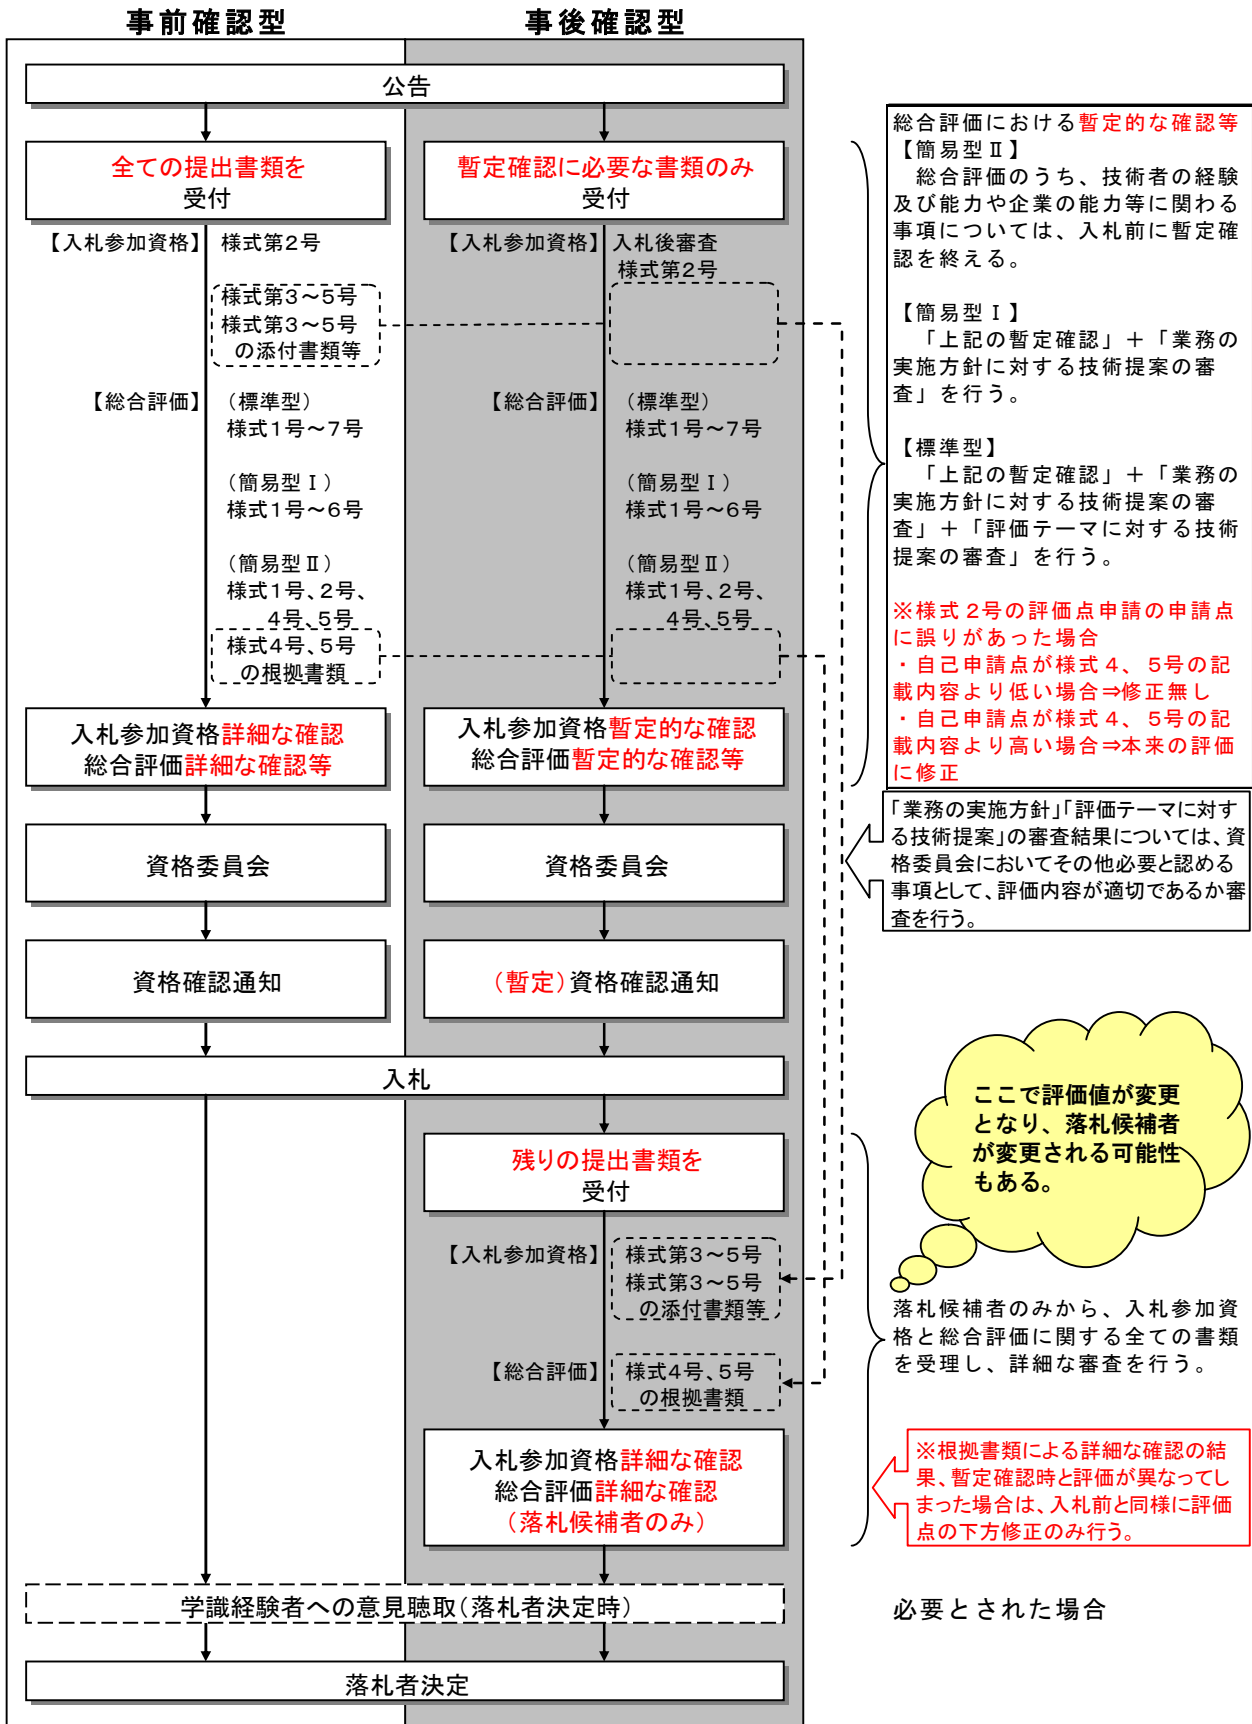 事前確認型
事後確認型
公告
全ての提出書類を
受付
【入札参加資格】 様式第2号
様式第3～5号
様式第3～5号
の添付書類等
【総合評価】 (標準型)
様式1号～7号
(簡易型Ⅰ)
様式1号～6号
(簡易型Ⅱ)
様式1号、2号、
4号、5号
様式4号、5号
の根拠書類
入札参加資格詳細な確認
総合評価詳細な確認等
資格委員会
資格確認通知
暫定確認に必要な書類のみ
受付
【入札参加資格】 入札後審査
様式第2号
【総合評価】 (標準型)
様式1号～7号
(簡易型Ⅰ)
様式1号～6号
(簡易型Ⅱ)
様式1号、2号、
4号、5号
入札参加資格暫定的な確認
総合評価暫定的な確認等
資格委員会
(暫定)資格確認通知
入札
残りの提出書類を
受付
【入札参加資格】 様式第3～5号
様式第3～5号
の添付書類等
【総合評価】 様式4号、5号
の根拠書類
入札参加資格詳細な確認
総合評価詳細な確認
(落札候補者のみ)
学識経験者への意見聴取(落札者決定時)
落札者決定
総合評価における暫定的な確認等
【簡易型Ⅱ】
総合評価のうち、技術者の経験
及び能力や企業の能力等に関わる
事項については、入札前に暫定確
認を終える。
【簡易型Ⅰ】
「上記の暫定確認」＋「業務の
実施方針に対する技術提案の審
査」を行う。
【標準型】
「上記の暫定確認」＋「業務の
実施方針に対する技術提案の審
査」＋「評価テーマに対する技術
提案の審査」を行う。
※様式2号の評価点申請の申請点
に誤りがあった場合
・自己申請点が様式4、5号の記
載内容より低い場合⇒修正無し
・自己申請点が様式4、5号の記
載内容より高い場合⇒本来の評価
に修正
「業務の実施方針」「評価テーマに対す
る技術提案」の審査結果については、資
格委員会においてその他必要と認める
事項として、評価内容が適切であるか審
査を行う。
ここで評価値が変更
となり、落札候補者
が変更される可能性
もある。
落札候補者のみから、入札参加資
格と総合評価に関する全ての書類
を受理し、詳細な審査を行う。
※根拠書類による詳細な確認の結
果、暫定確認時と評価が異なってし
まった場合は、入札前と同様に評価
点の下方修正のみ行う。
必要とされた場合